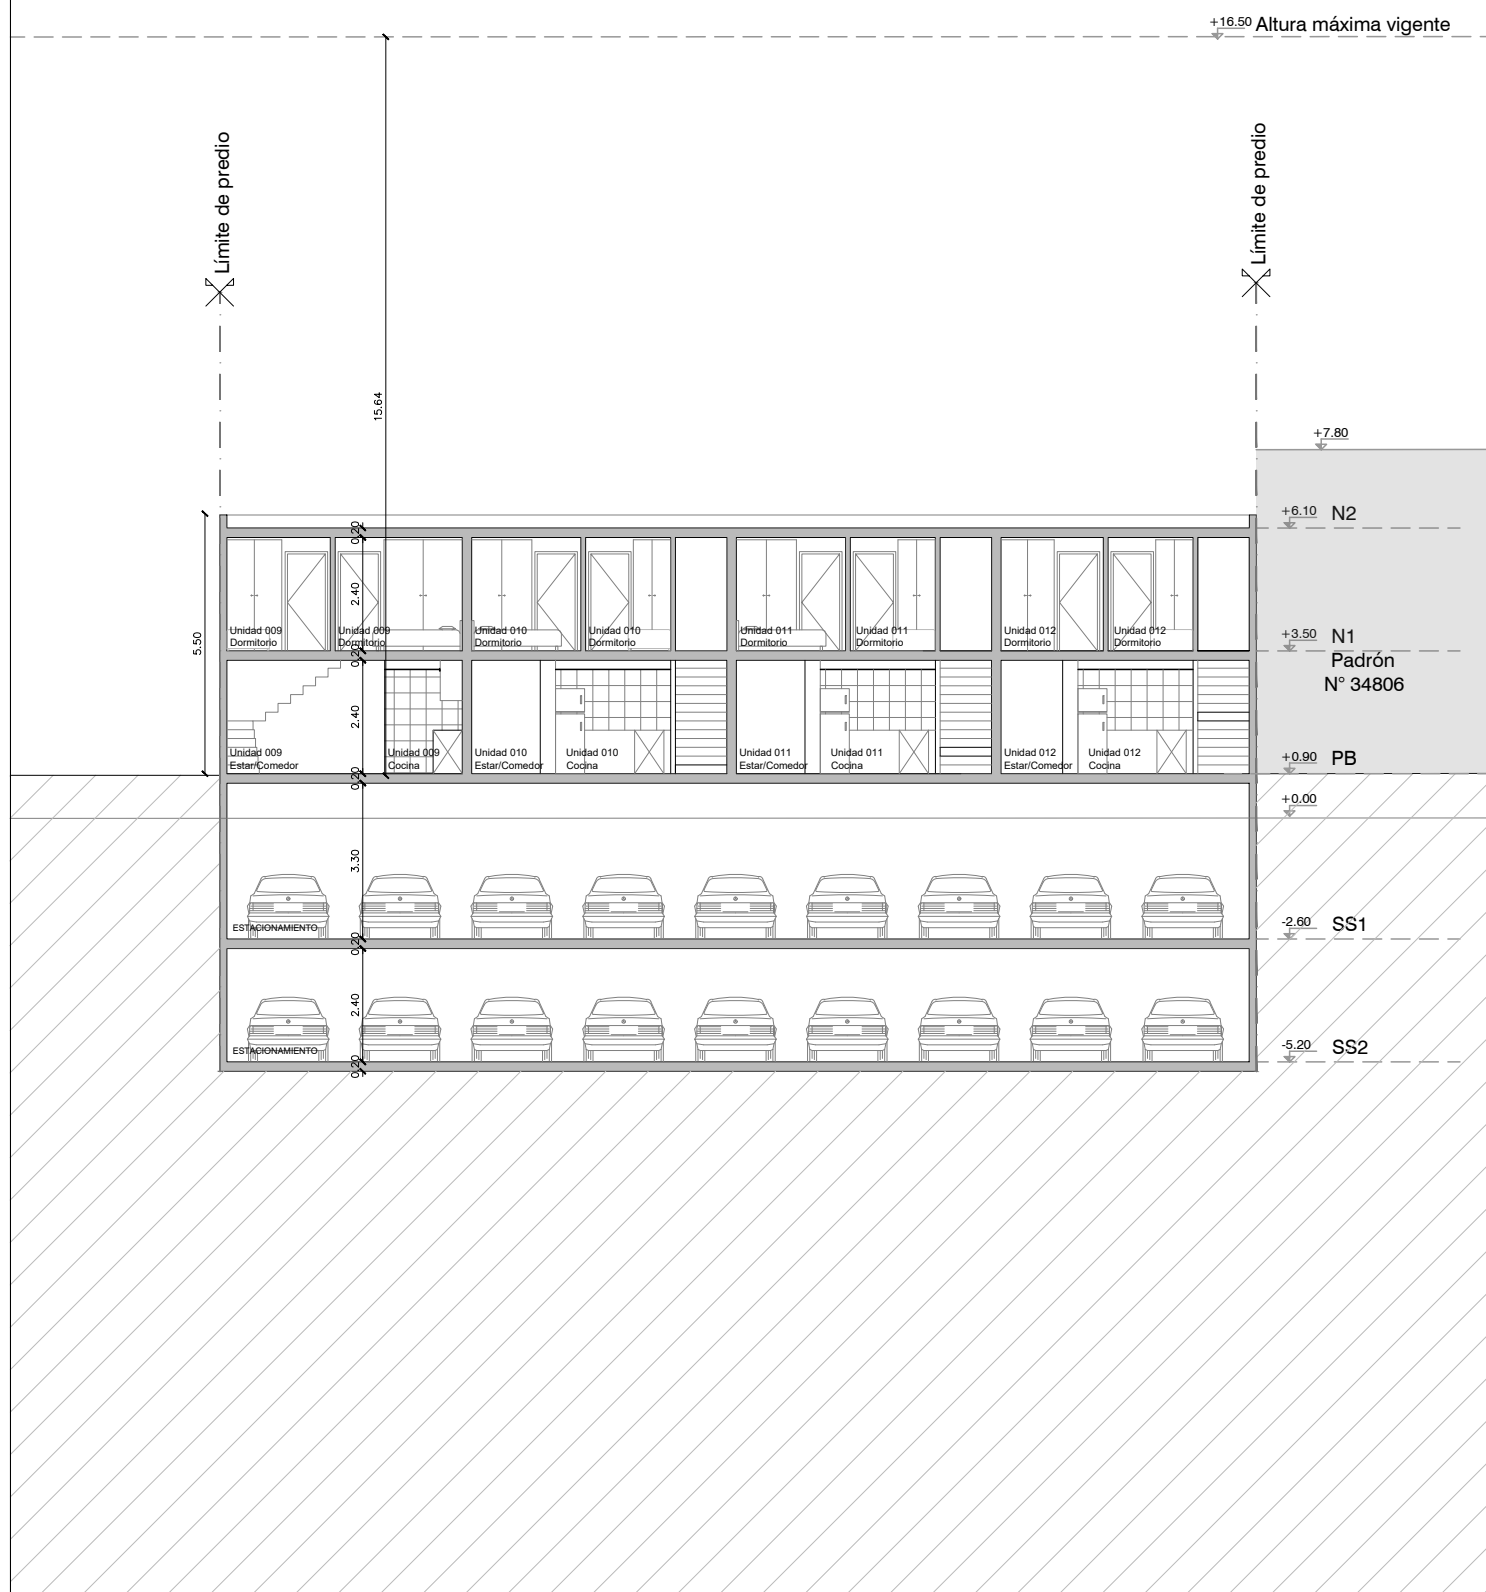 +16.50 Altura máxima vigente
Límite de predio
Límite de predio
15.64
+7.80
5.50
0.20
+6.10 N2
2.40
Unidad 009
Dormitorio
Unidad 009
Dormitorio
Unidad 010
Dormitorio
Unidad 010
Dormitorio
Unidad 011
Dormitorio
Unidad 011
Dormitorio
Unidad 012
Dormitorio
Unidad 012
Dormitorio
+3.50 N1
0.20
Padrón
N° 34806
2.40
Unidad 009
Estar/Comedor
Unidad 009
Cocina
Unidad 010
Estar/Comedor
Unidad 010
Cocina
Unidad 011
Estar/Comedor
Unidad 011
Cocina
Unidad 012
Estar/Comedor
Unidad 012
Cocina
+0.90 PB
0.20
+0.00
3.30
ESTACIONAMIENTO
-2.60 SS1
0.20
2.40
ESTACIONAMIENTO
-5.20 SS2
0.20